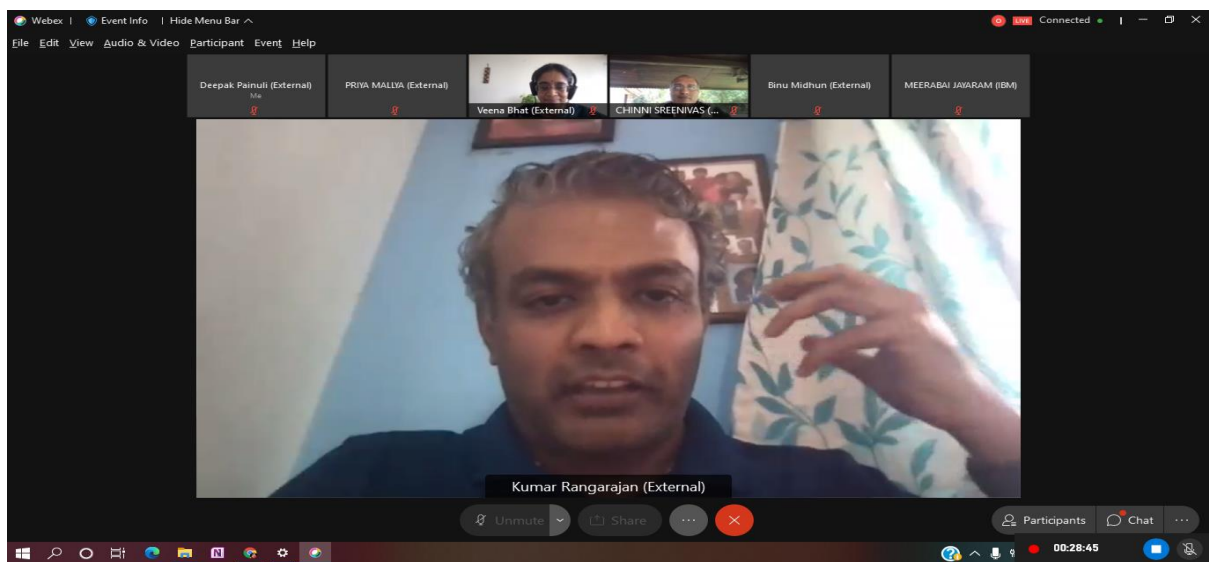 Webex | Event Info | Hide Menu Bar
LIVE Connected
File Edit View Audio & Video Participant Event Help
Deepak Painuli (External)
Me
PRIYA MALLYA (External)
Veena Bhat (External)
CHINNI SREENIVAS (...
Binu Midhun (External)
MEERABAI JAYARAM (IBM)
Kumar Rangarajan (External)
Unmute
Share
Participants
Chat
00:28:45